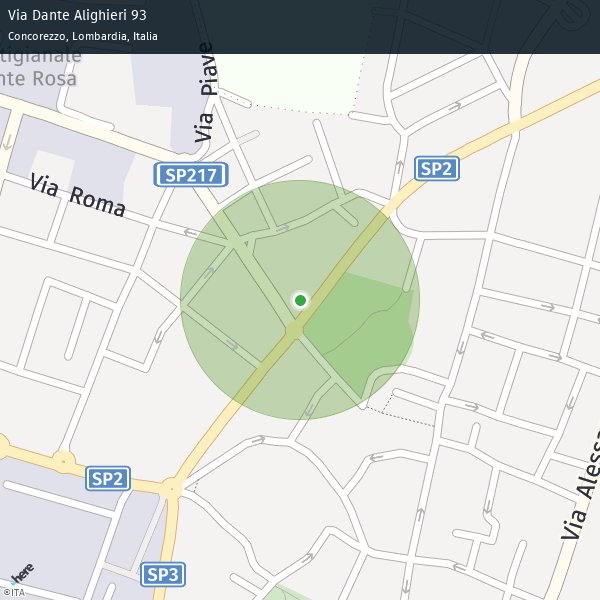 Via Dante Alighieri 93
Concorezzo, Lombardia, Italia
tigianale
nte Rosa
Via Piave
SP217
SP2
Via Roma
Via Alessa
SP2
SP3
here
©ITA